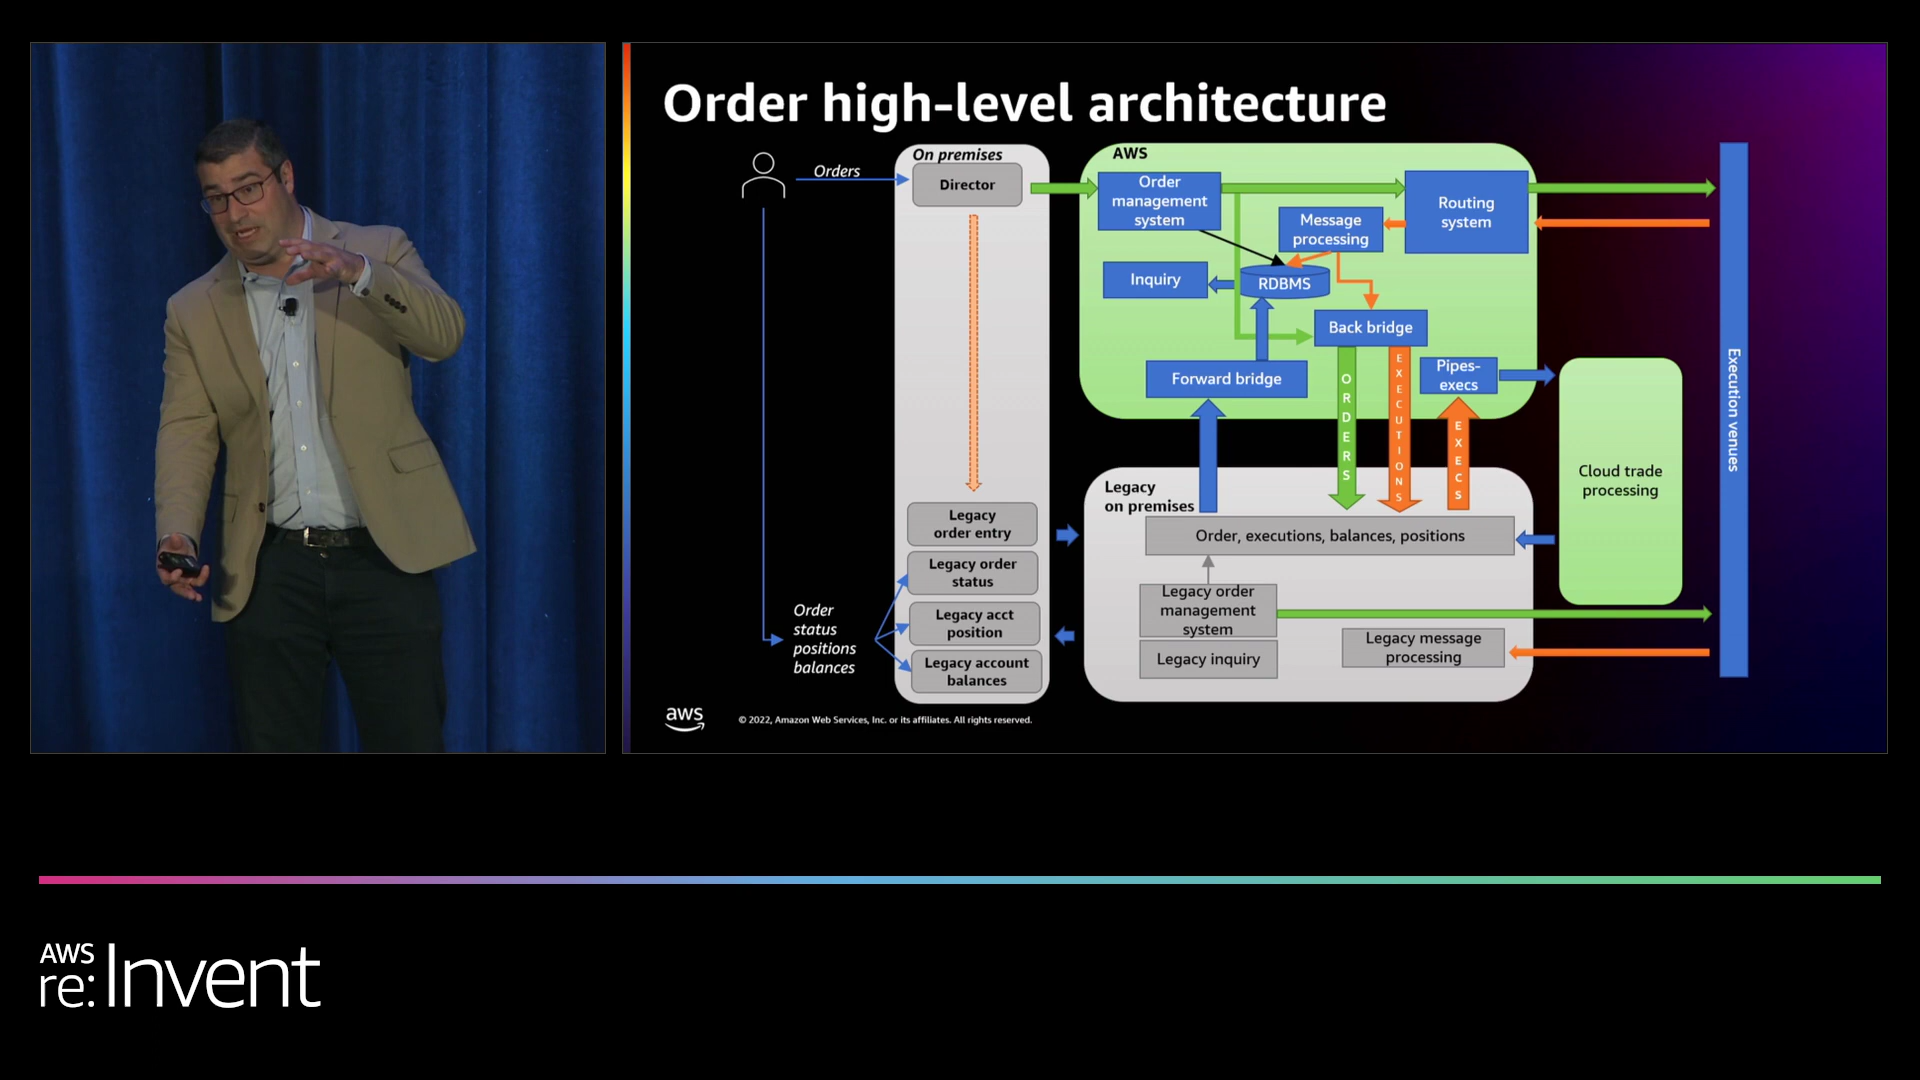 Order high-level architecture
Orders
On premises
Director
Legacy
order entry
Legacy order
status
Legacy acct
position
Legacy account
balances
Order
status
positions
balances
AWS
Order
management
system
Message
processing
Routing
system
Inquiry
RDBMS
Back bridge
Forward bridge
Pipes-
execs
ORDERS
EXECUTIONS
EXECS
Legacy
on premises
Order, executions, balances, positions
Legacy order
management
system
Legacy inquiry
Legacy message
processing
Cloud trade
processing
Execution venues
aws
© 2022, Amazon Web Services, Inc. or its affiliates. All rights reserved.
AWS
re:Invent